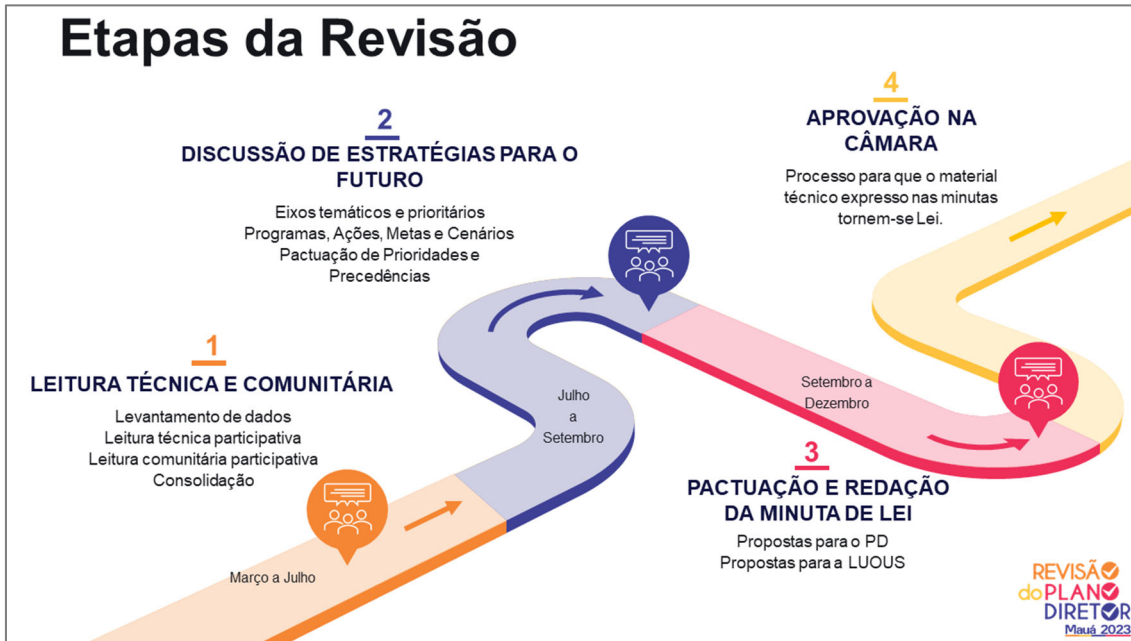 Etapas da Revisão
1
LEITURA TÉCNICA E COMUNITÁRIA
Levantamento de dados
Leitura técnica participativa
Leitura comunitária participativa
Consolidação
Março a Julho
2
DISCUSSÃO DE ESTRATÉGIAS PARA O
FUTURO
Eixos temáticos e prioritários
Programas, Ações, Metas e Cenários
Pactuação de Prioridades e
Precedências
Julho
a
Setembro
3
PACTUAÇÃO E REDAÇÃO
DA MINUTA DE LEI
Propostas para o PD
Propostas para a LUOUS
Setembro a
Dezembro
4
APROVAÇÃO NA
CÂMARA
Processo para que o material
técnico expresso nas minutas
tornem-se Lei.
REVISÃO
do PLANO
DIRETOR
Mauá 2023